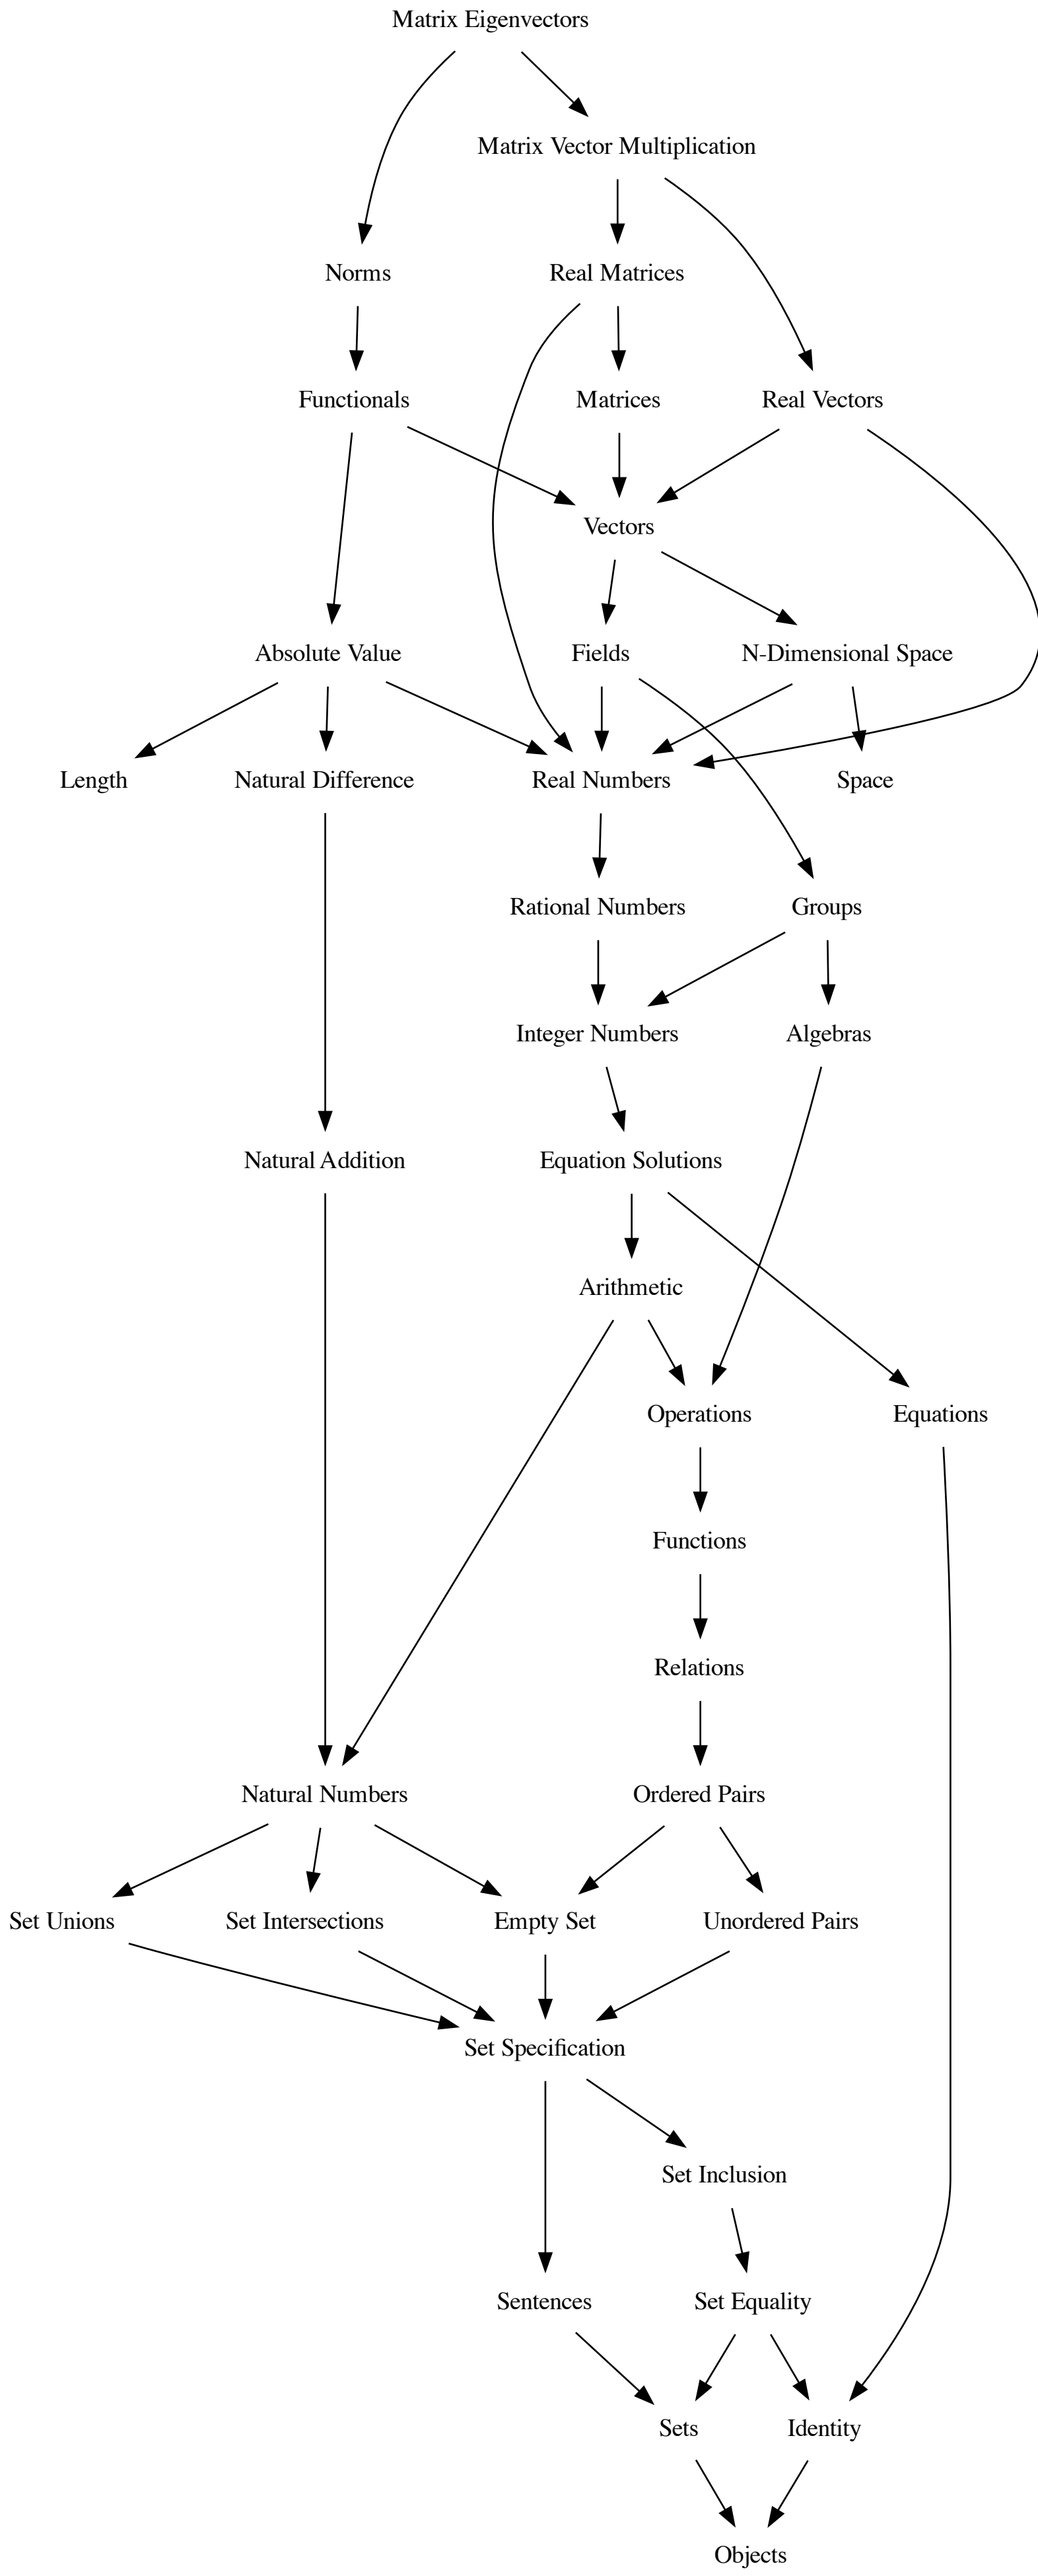 Matrix Eigenvectors
Matrix Vector Multiplication
Norms
Real Matrices
Functionals
Matrices
Real Vectors
Vectors
Absolute Value
Fields
N-Dimensional Space
Length
Natural Difference
Real Numbers
Space
Rational Numbers
Groups
Integer Numbers
Algebras
Natural Addition
Equation Solutions
Arithmetic
Operations
Equations
Functions
Relations
Natural Numbers
Ordered Pairs
Set Unions
Set Intersections
Empty Set
Unordered Pairs
Set Specification
Set Inclusion
Sentences
Set Equality
Sets
Identity
Objects